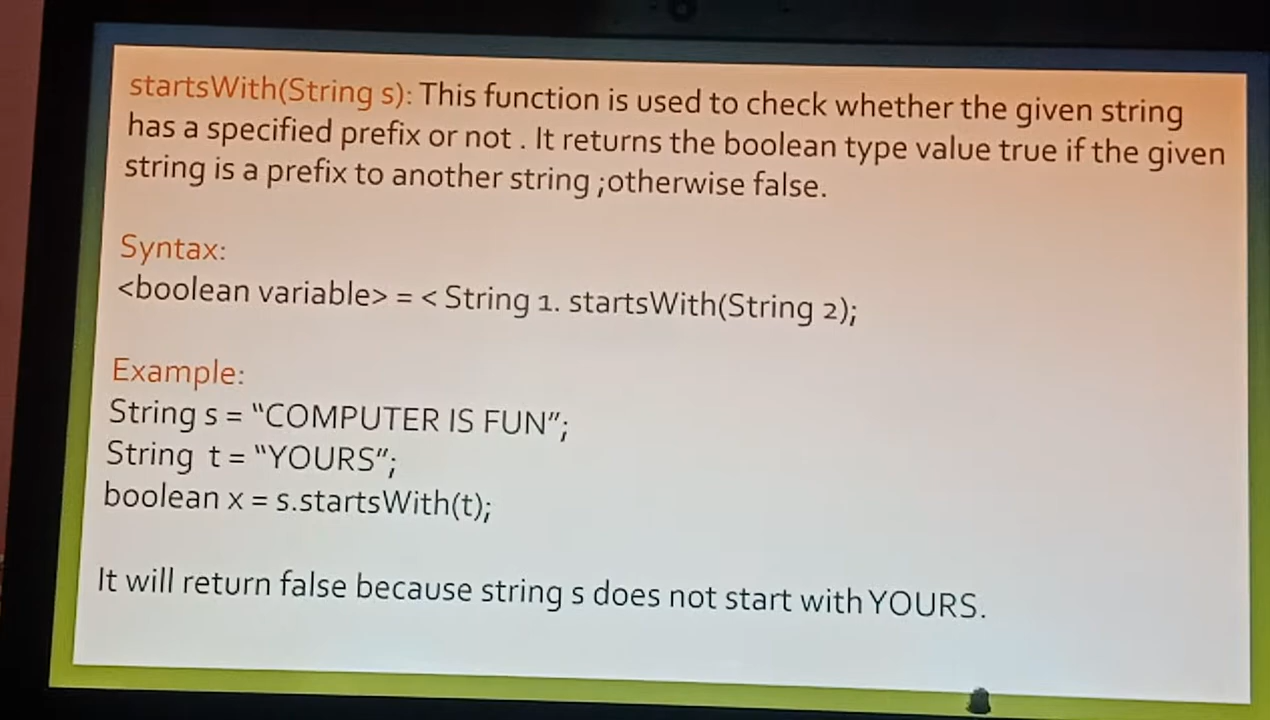 startsWith(String s): This function is used to check whether the given string
has a specified prefix or not . It returns the boolean type value true if the given
string is a prefix to another string ;otherwise false.
Syntax:
<boolean variable> = < String 1. startsWith(String 2);
Example:
String s = “COMPUTER IS FUN”;
String t = “YOURS”;
boolean x = s.startsWith(t);
It will return false because string s does not start with YOURS.